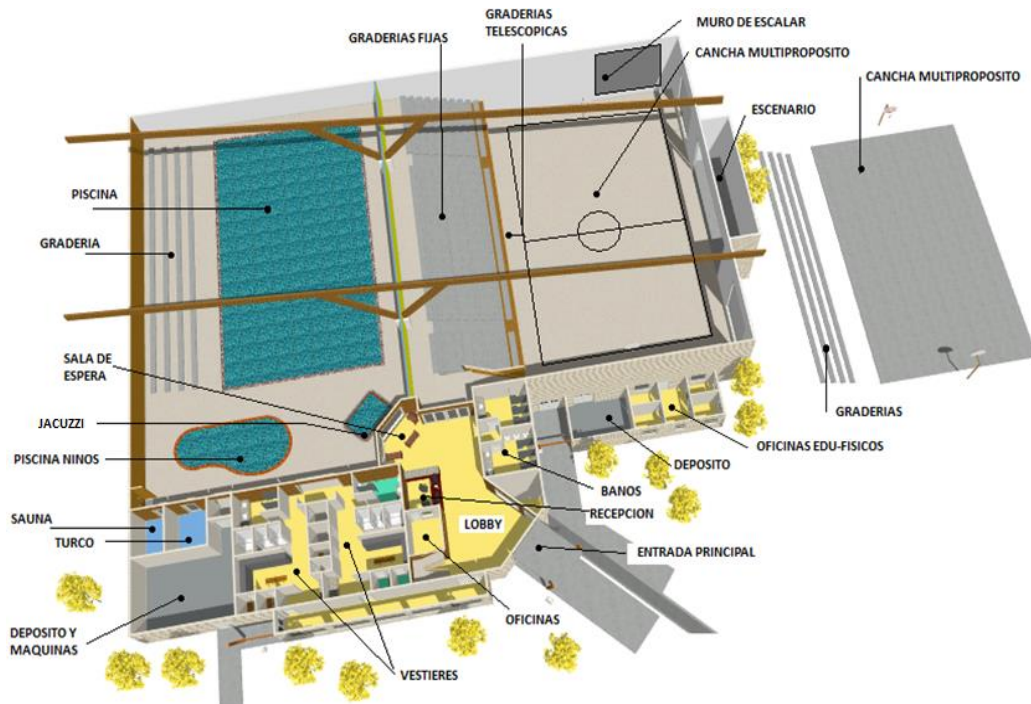 GRADERIAS
TELESCOPICAS
MURO DE ESCALAR
GRADERIAS FIJAS
CANCHA MULTIPROPOSITO
CANCHA MULTIPROPOSITO
ESCENARIO
PISCINA
GRADERIA
SALA DE
ESPERA
JACUZZI
GRADERIAS
OFICINAS EDU-FISICOS
PISCINA NINOS
DEPOSITO
BANOS
SAUNA
RECEPCION
LOBBY
TURCO
ENTRADA PRINCIPAL
OFICINAS
DEPOSITO Y
MAQUINAS
VESTIERES